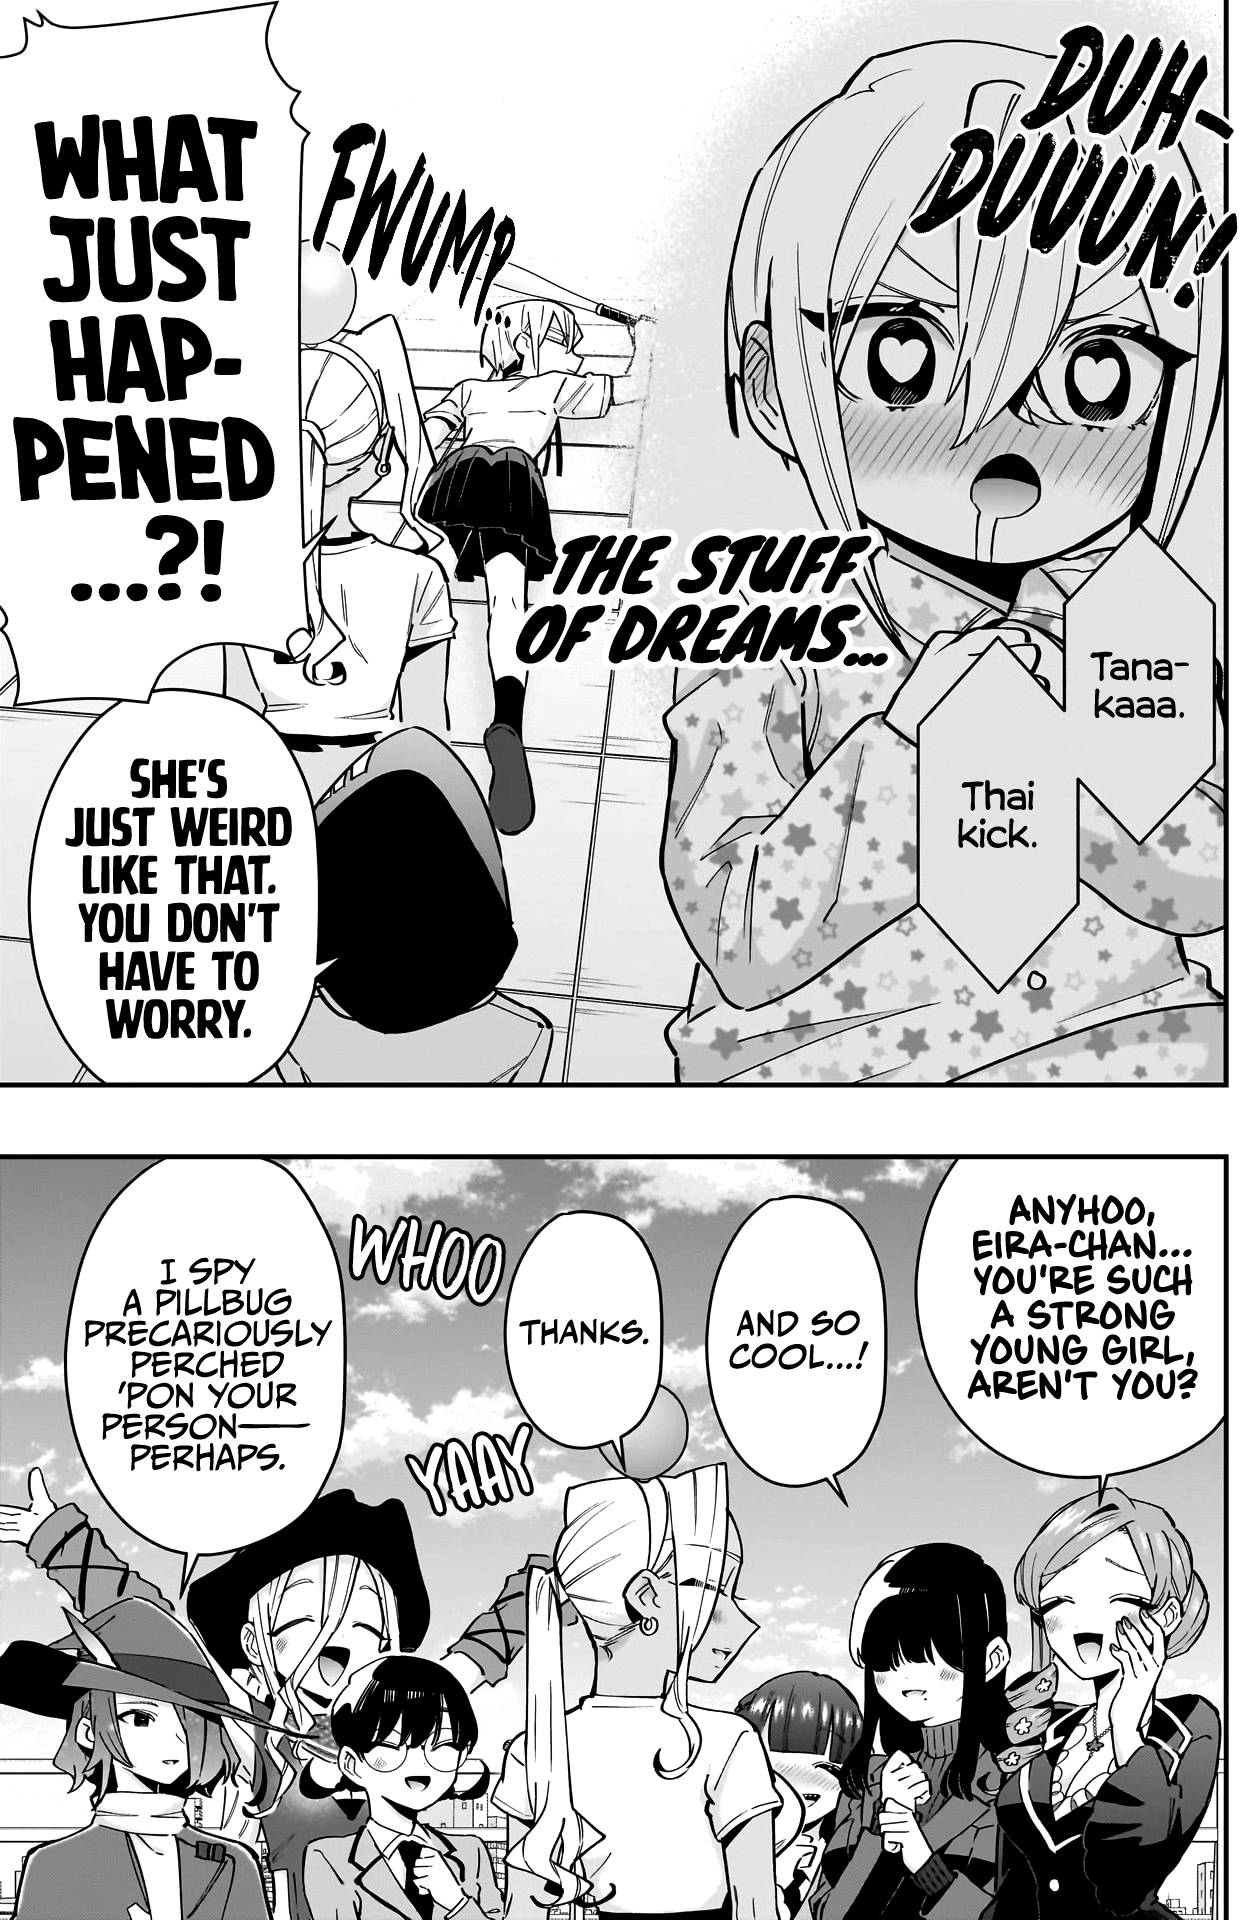 DUH-
DUUUN!
Tana-
kaaa.
Thai
kick.
THE STUFF
OF DREAMS...
FWUMP...
WHAT
JUST
HAP-
PENED
...?!
SHE'S
JUST WEIRD
LIKE THAT.
YOU DON'T
HAVE TO
WORRY.
ANYHOO,
EIRA-CHAN...
YOU'RE SUCH
A STRONG
YOUNG GIRL,
AREN'T YOU?
AND SO
COOL...!
THANKS.
WHOO
YAAY
I SPY
A PILLBUG
PRECARIOUSLY
PERCHED
'PON YOUR
PERSON——
PERHAPS.